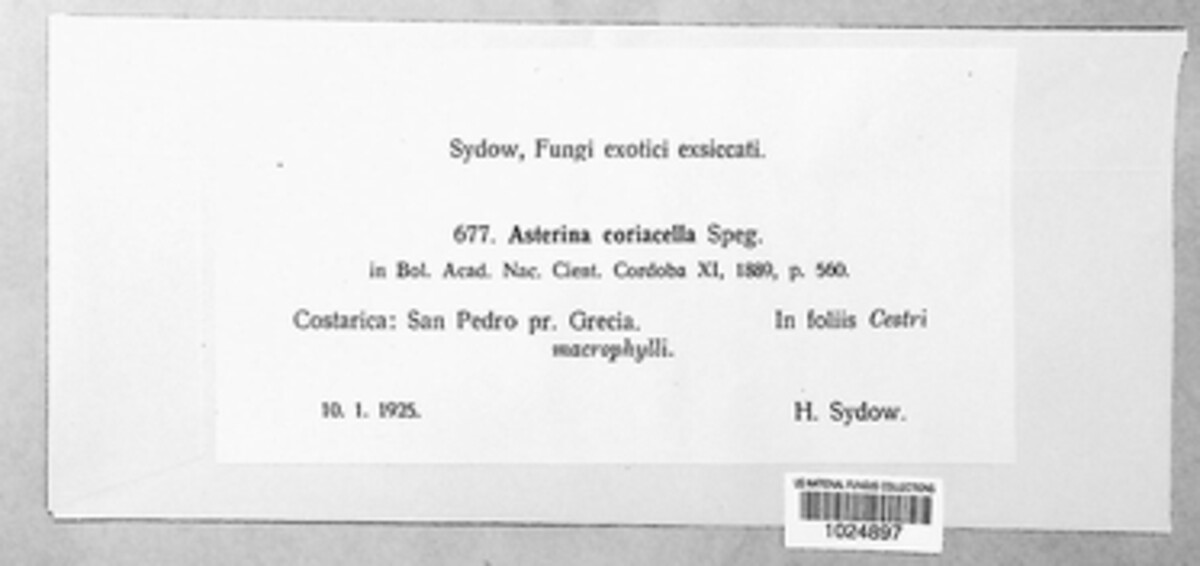 Sydow, Fungi exotici exsiccati.
677. Asterina coriacella Speg.
in Bol. Acad. Nac. Cient. Cordoba XI, 1889, p. 560.
Costarica: San Pedro pr. Grecia. In foliis Cestri
macrophylli.
10. 1. 1925. H. Sydow.
US NATIONAL FUNGUS COLLECTIONS
1024897